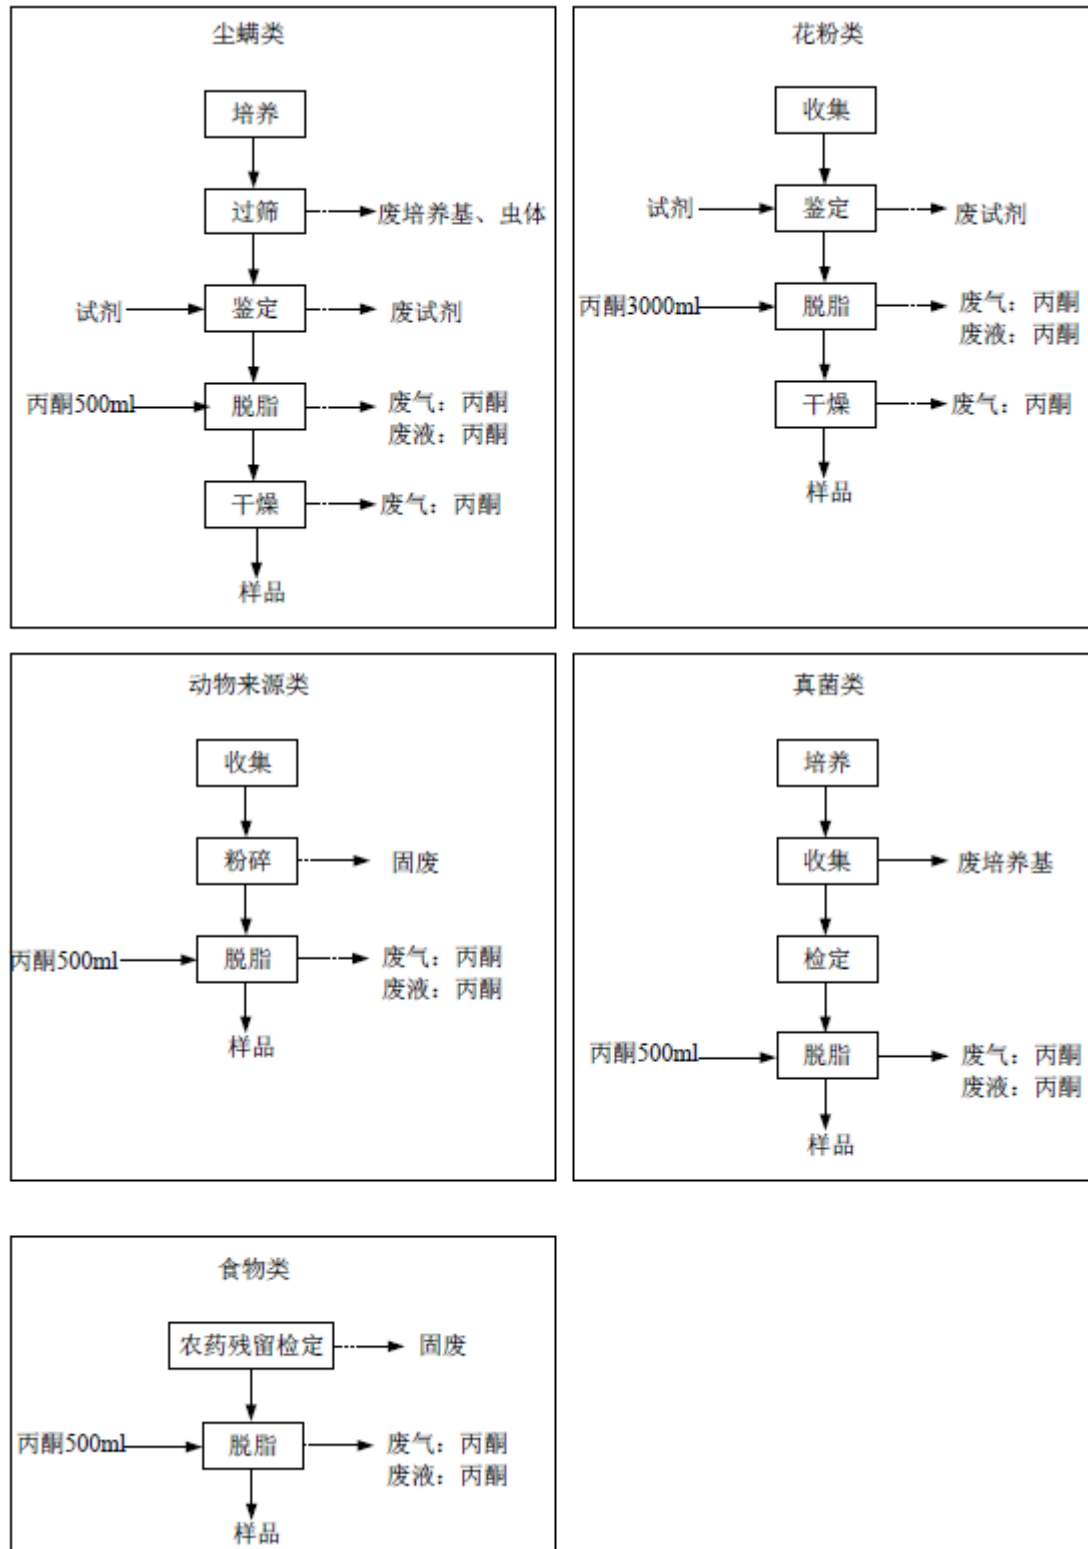 尘螨类
培养
过筛
废培养基、虫体
试剂
鉴定
废试剂
丙酮500ml
脱脂
废气：丙酮
废液：丙酮
干燥
废气：丙酮
样品
花粉类
收集
试剂
鉴定
废试剂
丙酮3000ml
脱脂
废气：丙酮
废液：丙酮
干燥
废气：丙酮
样品
动物来源类
收集
粉碎
固废
丙酮500ml
脱脂
废气：丙酮
废液：丙酮
样品
真菌类
培养
收集
废培养基
检定
丙酮500ml
脱脂
废气：丙酮
废液：丙酮
样品
食物类
农药残留检定
固废
丙酮500ml
脱脂
废气：丙酮
废液：丙酮
样品